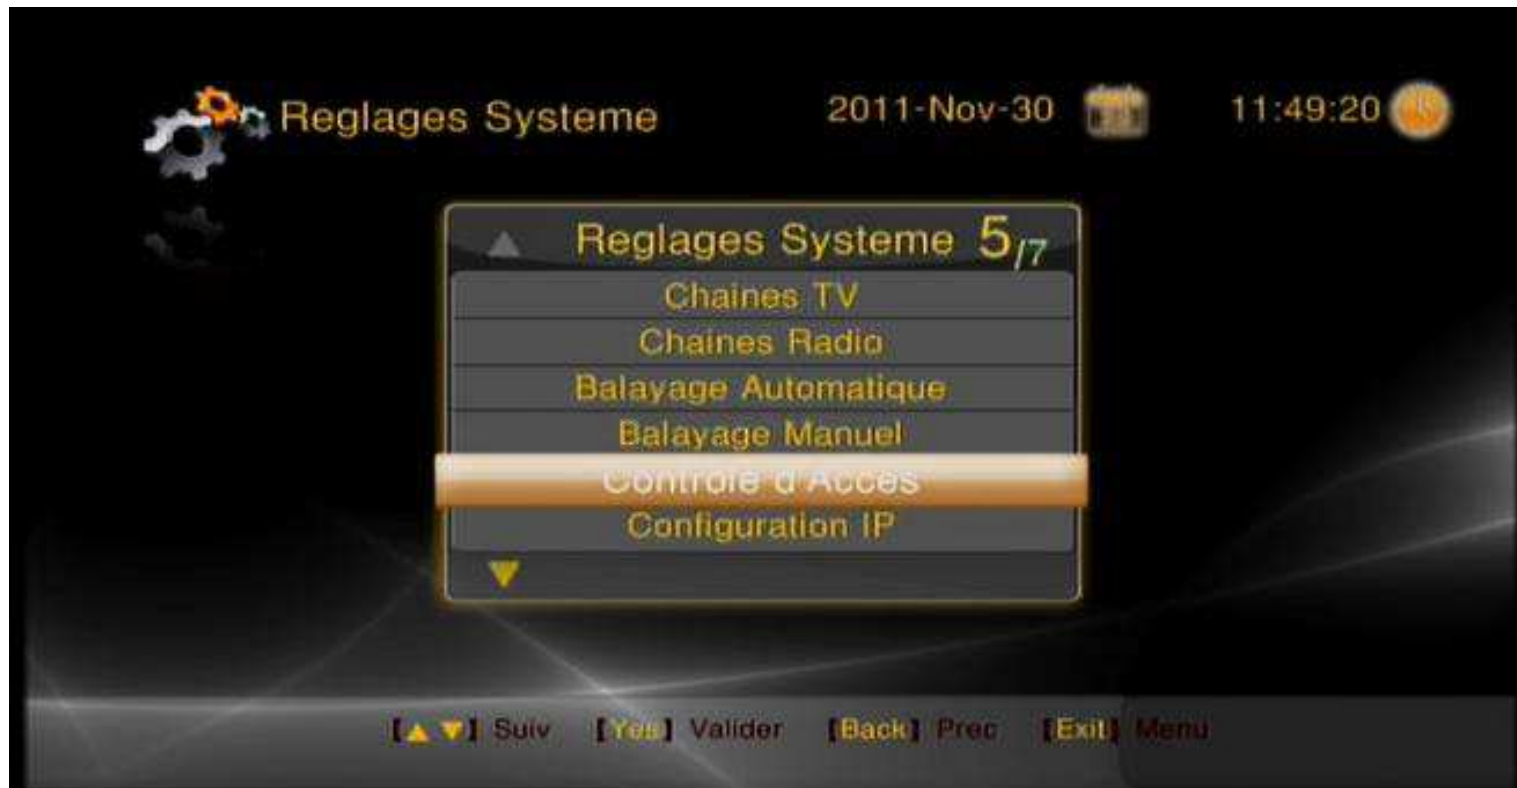 Reglages Systeme 2011-Nov-30 11:49:20
Reglages Systeme 5/7
Chaines TV
Chaines Radio
Balayage Automatique
Balayage Manuel
Controle d Acces
Configuration IP
[▲ ▼] Suiv [Yes] Valider [Back] Prec [Exit] Menu